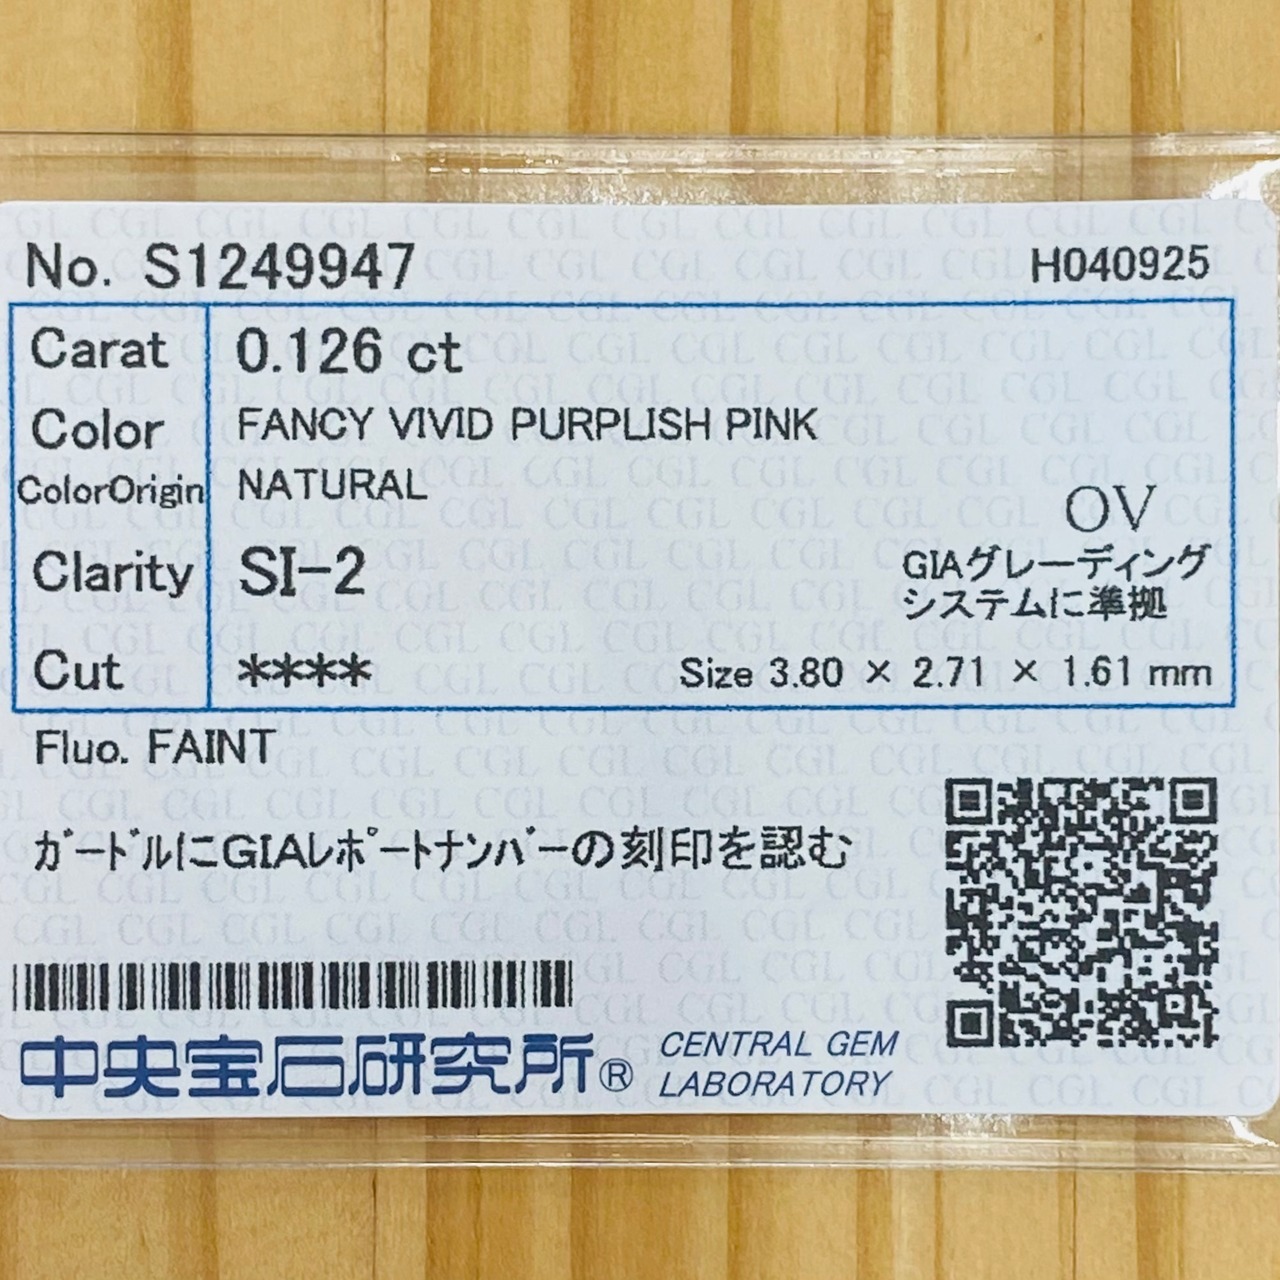 No. S1249947
H040925
Carat 0.126 ct
Color FANCY VIVID PURPLISH PINK
ColorOrigin NATURAL
OV
Clarity SI-2
GIAグレーディング
システムに準拠
Cut ****
Size 3.80 × 2.71 × 1.61 mm
Fluo. FAINT
ガードルにGIAレポートナンバーの刻印を認む
中央宝石研究所®
CENTRAL GEM
LABORATORY